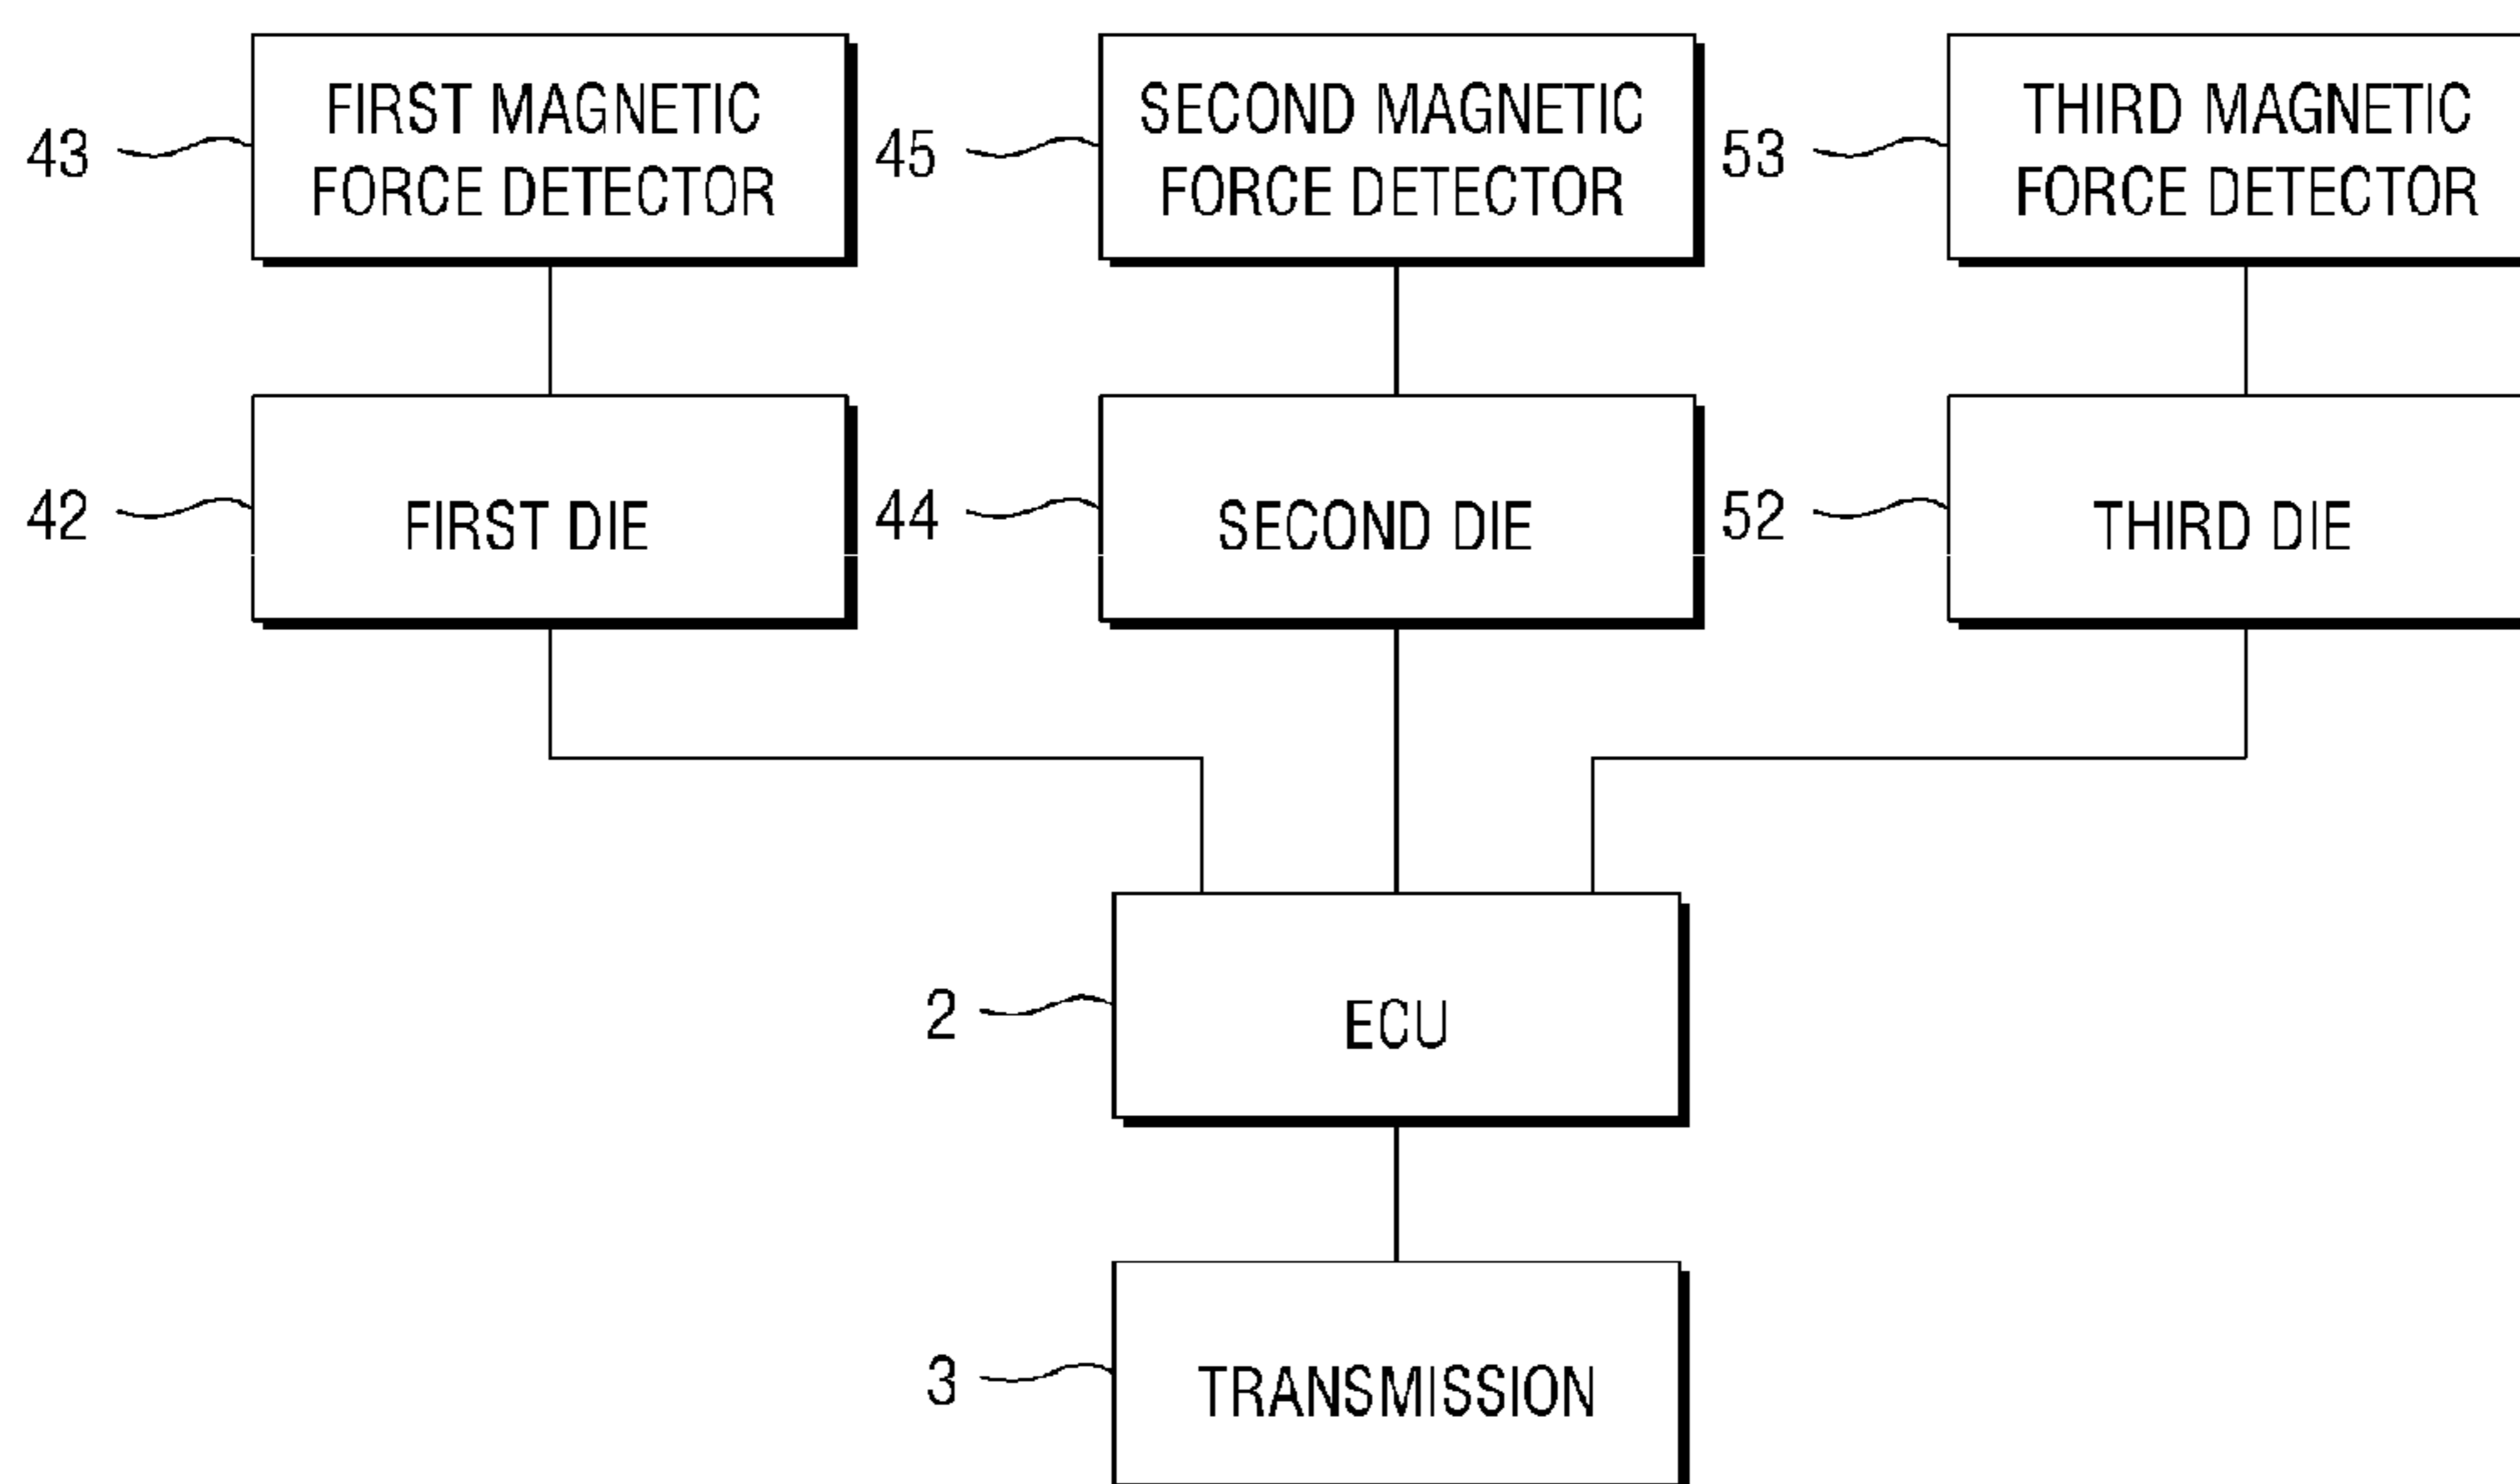 43
FIRST MAGNETIC
FORCE DETECTOR
45
SECOND MAGNETIC
FORCE DETECTOR
53
THIRD MAGNETIC
FORCE DETECTOR
42
FIRST DIE
44
SECOND DIE
52
THIRD DIE
2
ECU
3
TRANSMISSION